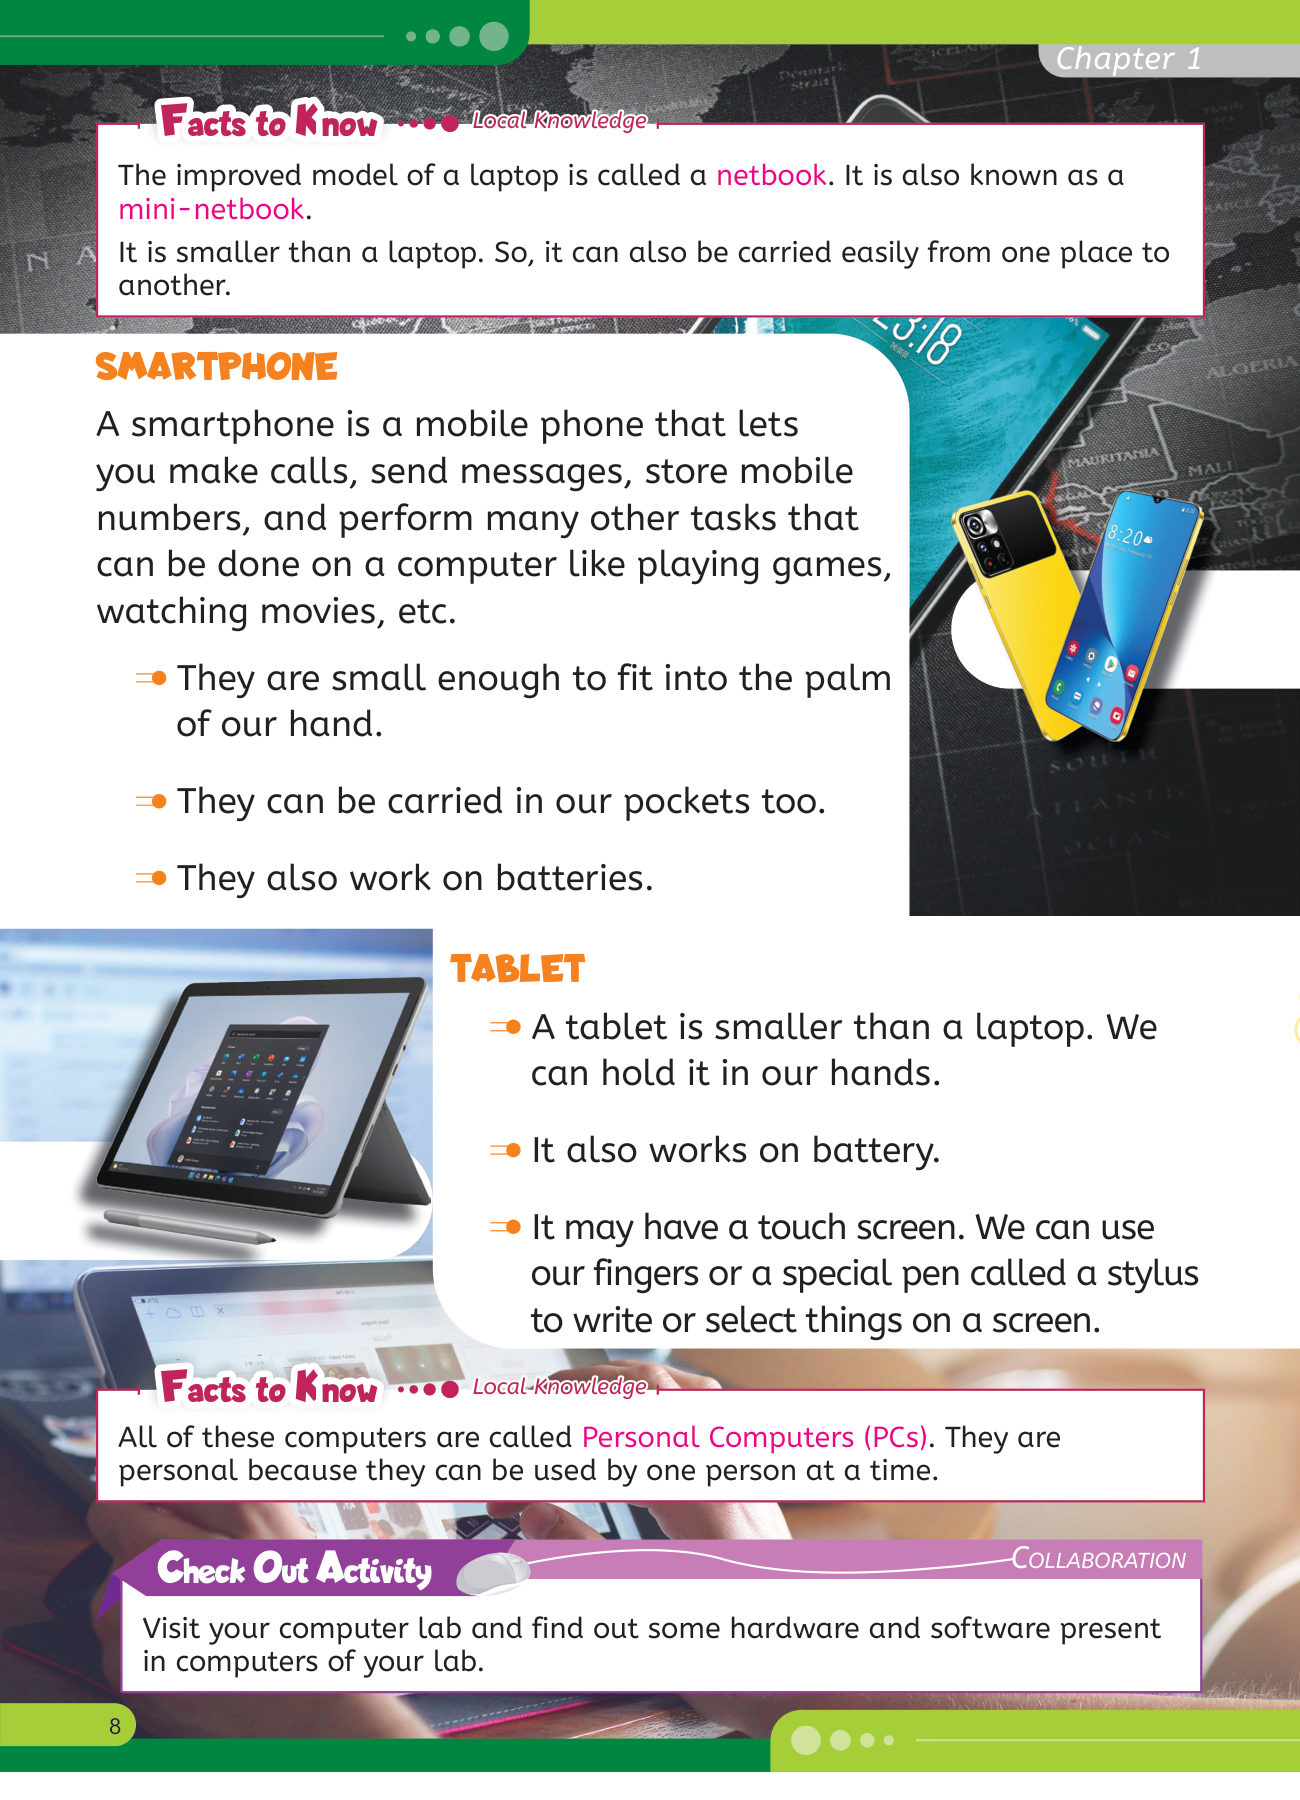 Chapter 1
Facts to Know Local Knowledge
The improved model of a laptop is called a netbook. It is also known as a
mini-netbook.
It is smaller than a laptop. So, it can also be carried easily from one place to
another.
SMARTPHONE
A smartphone is a mobile phone that lets
you make calls, send messages, store mobile
numbers, and perform many other tasks that
can be done on a computer like playing games,
watching movies, etc.
They are small enough to fit into the palm
of our hand.
They can be carried in our pockets too.
They also work on batteries.
ALGERIA
MAURITANIA
MALI
8:20
SOUTH
ATLANTIC
OCEAN
TABLET
A tablet is smaller than a laptop. We
can hold it in our hands.
It also works on battery.
It may have a touch screen. We can use
our fingers or a special pen called a stylus
to write or select things on a screen.
Facts to Know Local Knowledge
All of these computers are called Personal Computers (PCs). They are
personal because they can be used by one person at a time.
Check Out Activity COLLABORATION
Visit your computer lab and find out some hardware and software present
in computers of your lab.
8